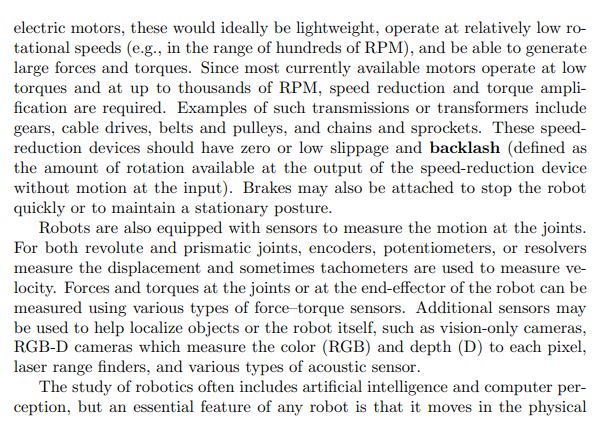 electric motors, these would ideally be lightweight, operate at relatively low ro-
tational speeds (e.g., in the range of hundreds of RPM), and be able to generate
large forces and torques. Since most currently available motors operate at low
torques and at up to thousands of RPM, speed reduction and torque ampli-
fication are required. Examples of such transmissions or transformers include
gears, cable drives, belts and pulleys, and chains and sprockets. These speed-
reduction devices should have zero or low slippage and backlash (defined as
the amount of rotation available at the output of the speed-reduction device
without motion at the input). Brakes may also be attached to stop the robot
quickly or to maintain a stationary posture.
Robots are also equipped with sensors to measure the motion at the joints.
For both revolute and prismatic joints, encoders, potentiometers, or resolvers
measure the displacement and sometimes tachometers are used to measure ve-
locity. Forces and torques at the joints or at the end-effector of the robot can be
measured using various types of force–torque sensors. Additional sensors may
be used to help localize objects or the robot itself, such as vision-only cameras,
RGB-D cameras which measure the color (RGB) and depth (D) to each pixel,
laser range finders, and various types of acoustic sensor.
The study of robotics often includes artificial intelligence and computer per-
ception, but an essential feature of any robot is that it moves in the physical